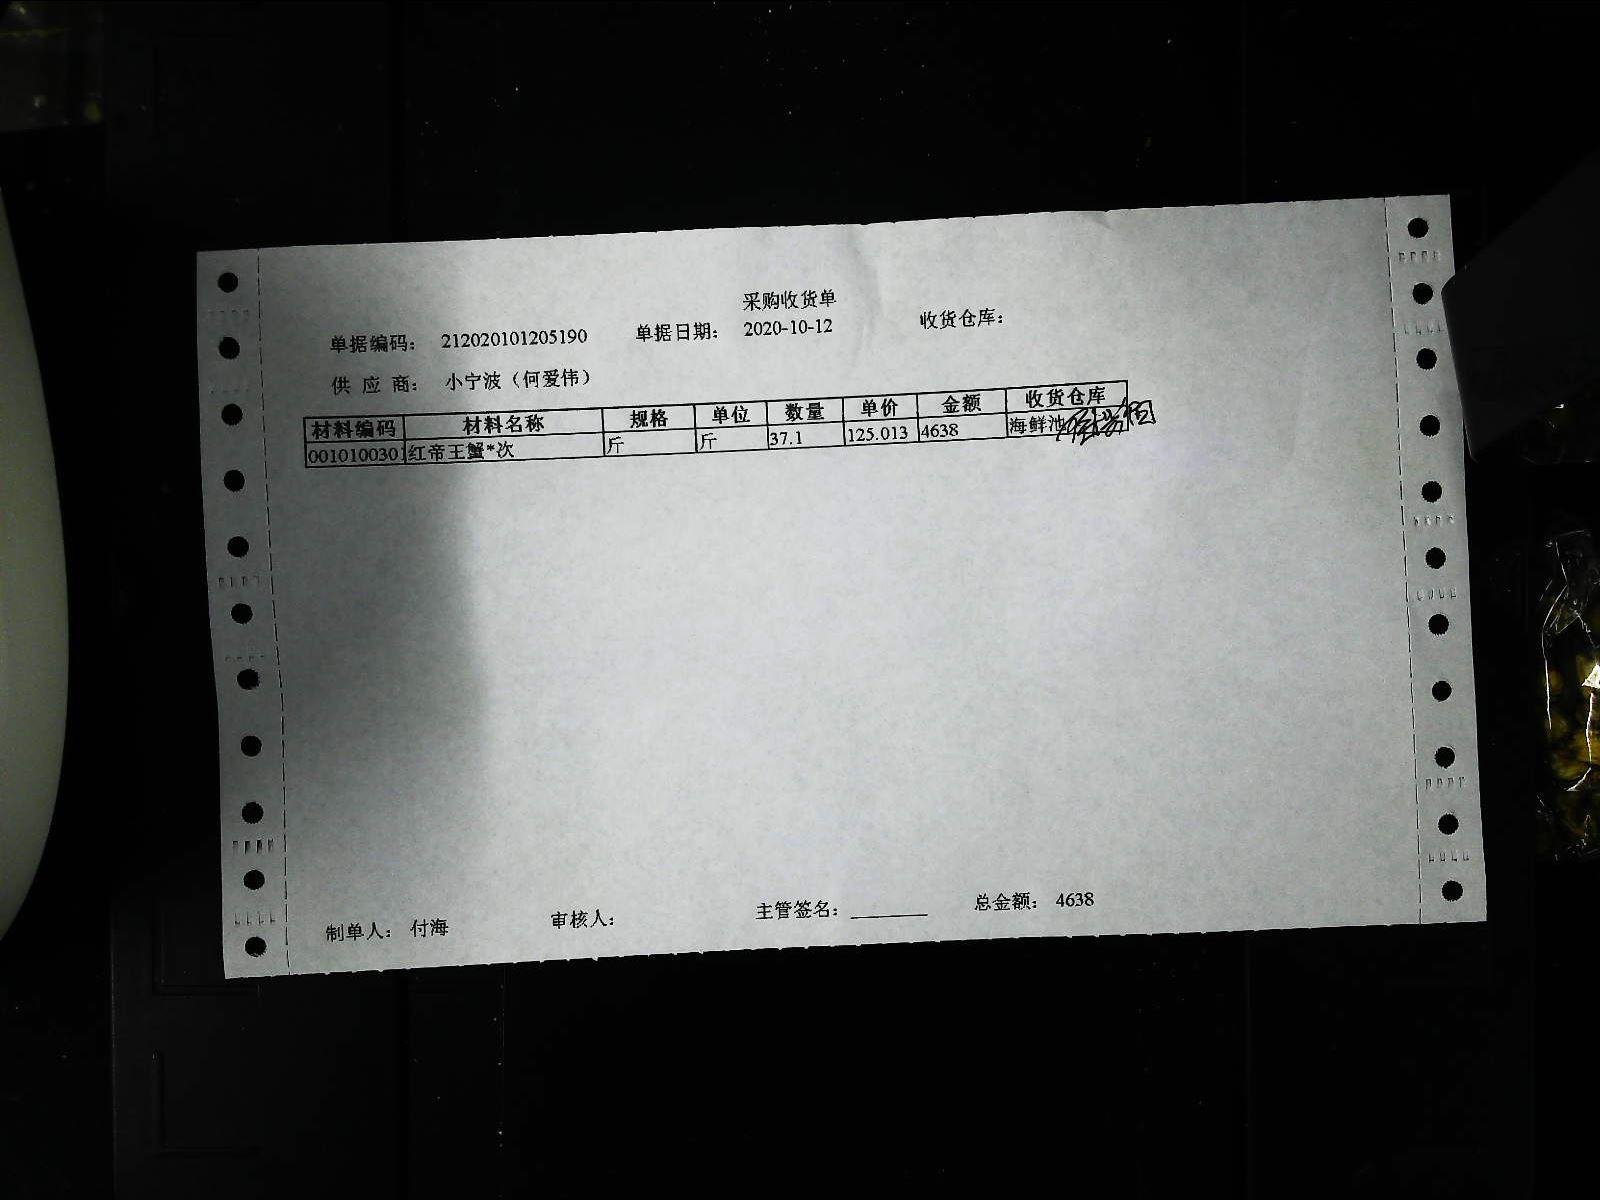 采购收货单
单据编码： 212020101205190 单据日期： 2020-10-12 收货仓库：
供 应 商： 小宁波（何爱伟）
材料编码 材料名称 规格 单位 数量 单价 金额 收货仓库
001010030 红帝王蟹*次 斤 斤 37.1 125.013 4638 海鲜池
制单人： 付海 审核人： 主管签名： 总金额： 4638